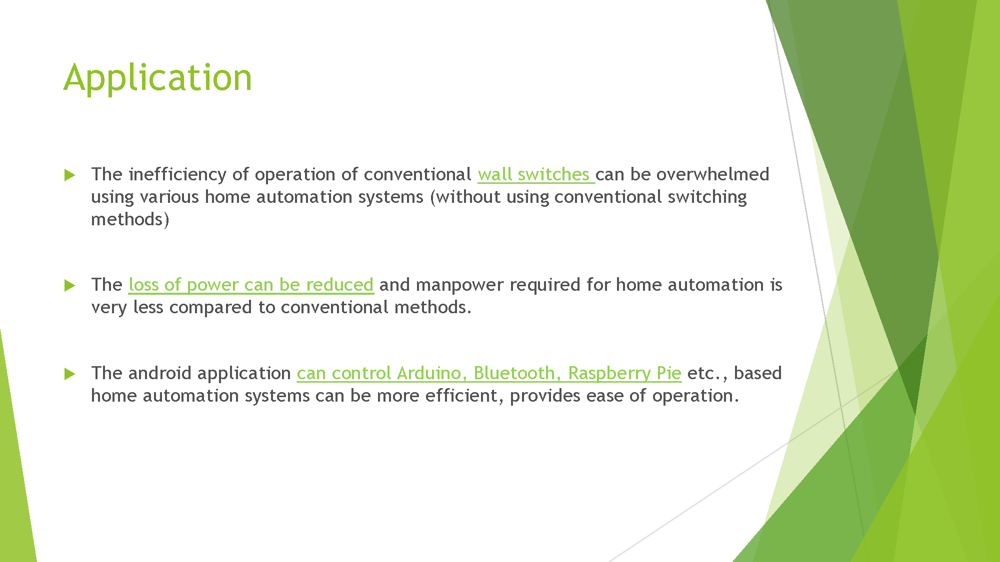 Application
The inefficiency of operation of conventional wall switches can be overwhelmed
using various home automation systems (without using conventional switching
methods)
The loss of power can be reduced and manpower required for home automation is
very less compared to conventional methods.
The android application can control Arduino, Bluetooth, Raspberry Pie etc., based
home automation systems can be more efficient, provides ease of operation.